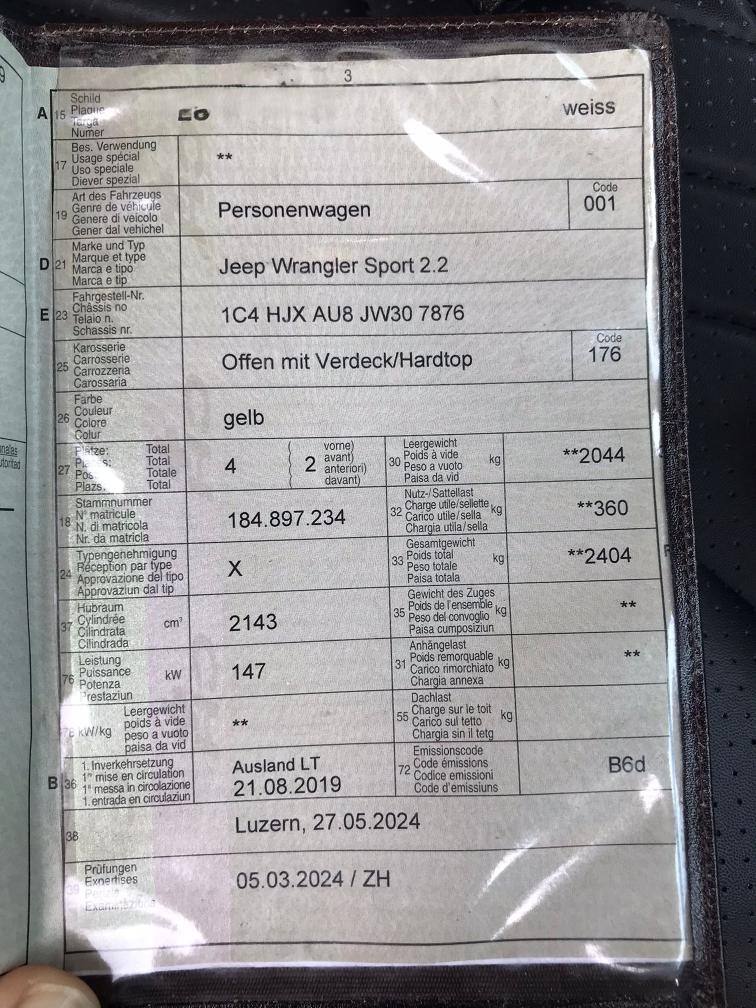 3
A 15 Schild
Plaque
Targa
Numer
weiss
17 Bes. Verwendung
Usage spécial
Uso speciale
Diever spezial
**
19 Art des Fahrzeugs
Genre de véhicule
Genere di veicolo
Gener dal vehichel
Personenwagen
Code
001
D 21 Marke und Typ
Marque et type
Marca e tipo
Marca e tip
Jeep Wrangler Sport 2.2
E 23 Fahrgestell-Nr.
Châssis no
Telaio n.
Schassis nr.
1C4 HJX AU8 JW30 7876
25 Karosserie
Carrosserie
Carrozzeria
Carossaria
Offen mit Verdeck/Hardtop
Code
176
26 Farbe
Couleur
Colore
Colur
gelb
27 Plätze: Total
Total
Totale
Plazs: Total
4
( 2 vorne)
avant)
anteriori)
davant)
30 Leergewicht
Poids à vide
Peso a vuoto
Paisa da vid
kg
**2044
18 Stammnummer
N° matricule
N. di matricola
Nr. da matricla
184.897.234
32 Nutz-/Sattellast
Charge utile/sellette
Carico utile/sella
Chargia utila/sella
kg
**360
24 Typengenehmigung
Réception par type
Approvazione del tipo
Approvaziun dal tip
X
33 Gesamtgewicht
Poids total
Peso totale
Paisa totala
kg
**2404
37 Hubraum
Cylindrée
Cilindrata
Cilindrada
cm³
2143
35 Gewicht des Zuges
Poids de l'ensemble
Peso del convoglio
Paisa cumposiziun
kg
**
76 Leistung
Puissance
Potenza
Prestaziun
kW
147
31 Anhängelast
Poids remorquable
Carico rimorchiato
Chargia annexa
kg
**
78 kW/kg Leergewicht
poids à vide
peso a vuoto
paisa da vid
**
55 Dachlast
Charge sur le toit
Carico sul tetto
Chargia sin il tetg
kg
B 36 1. Inverkehrsetzung
1re mise en circulation
1a messa in circolazione
1. entrada en circulaziun
Ausland LT
21.08.2019
72 Emissionscode
Code émissions
Codice emissioni
Code d'emissiuns
B6d
38
Luzern, 27.05.2024
39 Prüfungen
Expertises
05.03.2024 / ZH